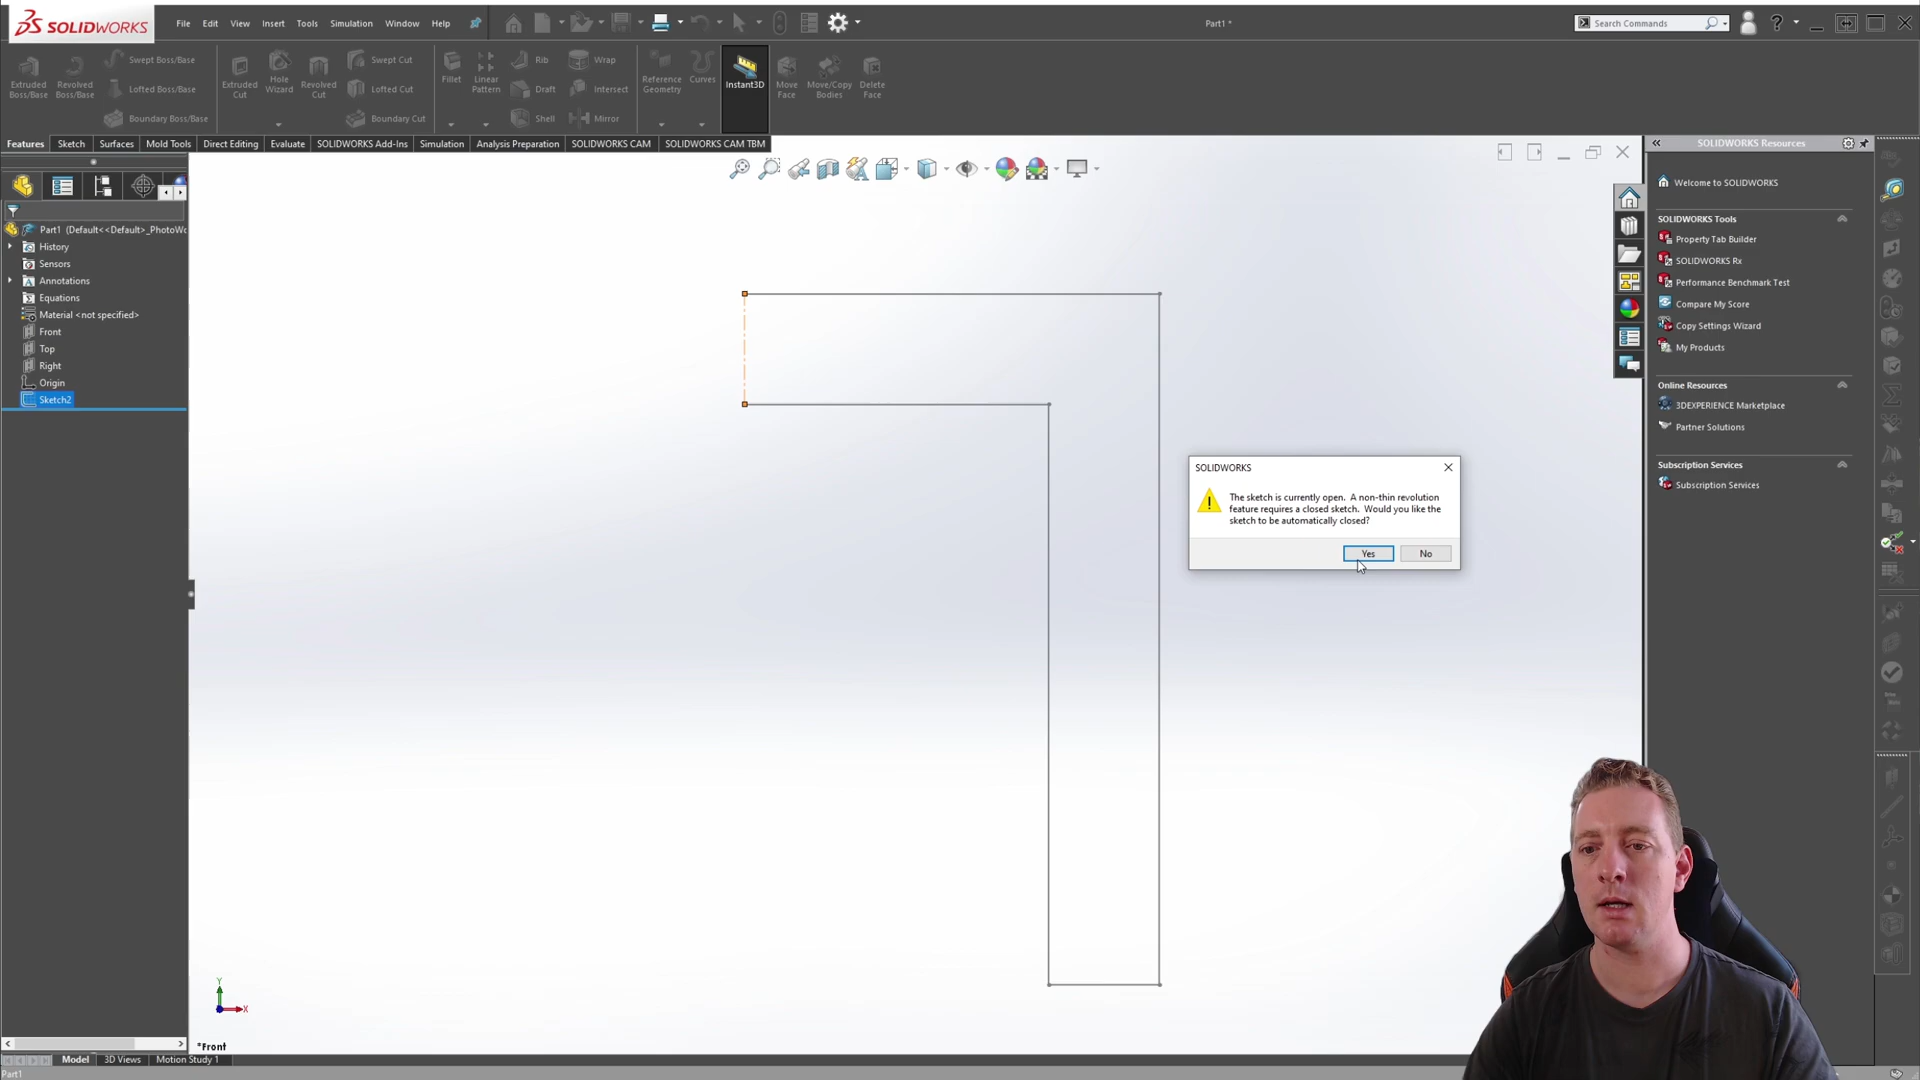 SOLIDWORKS
File Edit View Insert Tools Simulation Window Help
Part1 *
Search Commands
Extruded Boss/Base
Revolved Boss/Base
Swept Boss/Base
Lofted Boss/Base
Boundary Boss/Base
Extruded Cut
Hole Wizard
Revolved Cut
Swept Cut
Lofted Cut
Boundary Cut
Fillet
Linear Pattern
Rib
Draft
Shell
Wrap
Intersect
Mirror
Reference Geometry
Curves
Instant3D
Move Face
Move/Copy Bodies
Delete Face
Features Sketch Surfaces Mold Tools Direct Editing Evaluate SOLIDWORKS Add-Ins Simulation Analysis Preparation SOLIDWORKS CAM SOLIDWORKS CAM TBM
Part1 (Default<<Default>_PhotoWo
History
Sensors
Annotations
Equations
Material <not specified>
Front
Top
Right
Origin
Sketch2
SOLIDWORKS
The sketch is currently open. A non-thin revolution
feature requires a closed sketch. Would you like the
sketch to be automatically closed?
Yes No
SOLIDWORKS Resources
Welcome to SOLIDWORKS
SOLIDWORKS Tools
Property Tab Builder
SOLIDWORKS Rx
Performance Benchmark Test
Compare My Score
Copy Settings Wizard
My Products
Online Resources
3DEXPERIENCE Marketplace
Partner Solutions
Subscription Services
Subscription Services
Y
X
*Front
Model 3D Views Motion Study 1
Part1